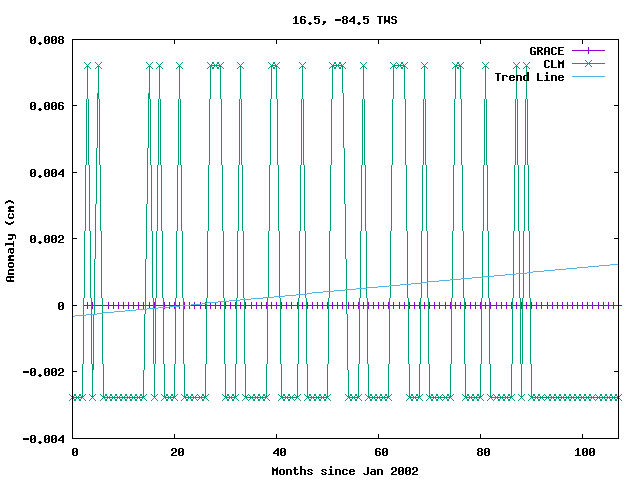 16.5, -84.5 TWS
GRACE
CLM
Trend Line
0.008
0.006
0.004
0.002
0
-0.002
-0.004
Anomaly (cm)
0 20 40 60 80 100
Months since Jan 2002